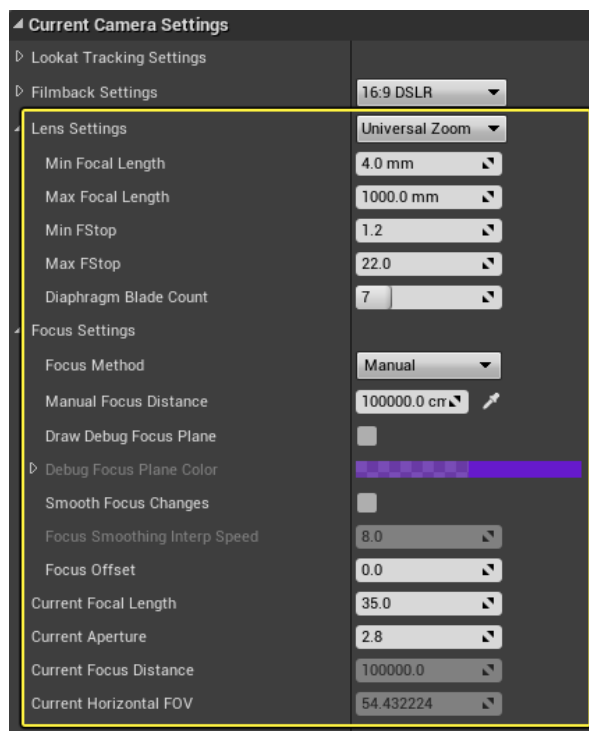 Current Camera Settings
Lookat Tracking Settings
Filmback Settings 16:9 DSLR
Lens Settings Universal Zoom
Min Focal Length 4.0 mm
Max Focal Length 1000.0 mm
Min FStop 1.2
Max FStop 22.0
Diaphragm Blade Count 7
Focus Settings
Focus Method Manual
Manual Focus Distance 100000.0 cm
Draw Debug Focus Plane
Debug Focus Plane Color
Smooth Focus Changes
Focus Smoothing Interp Speed 8.0
Focus Offset 0.0
Current Focal Length 35.0
Current Aperture 2.8
Current Focus Distance 100000.0
Current Horizontal FOV 54.432224